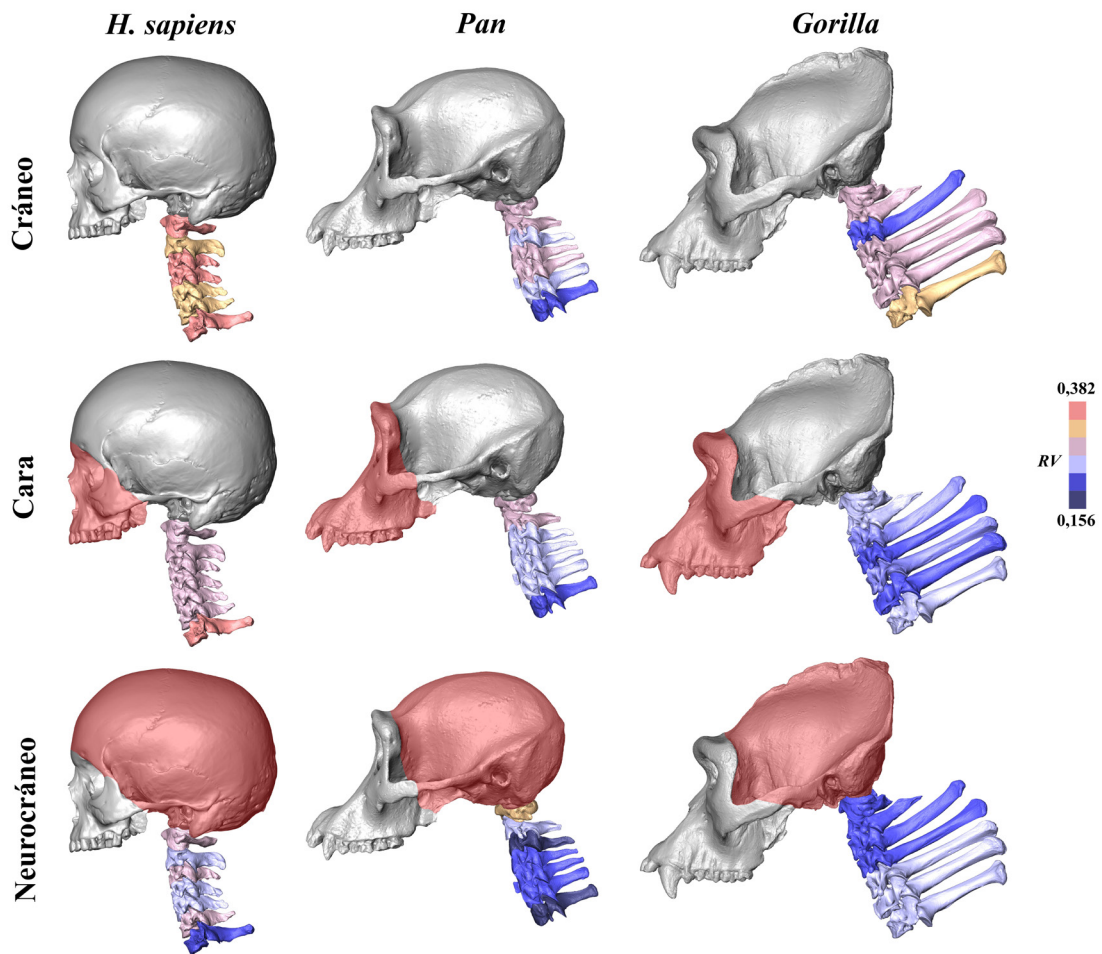 H. sapiens
Pan
Gorilla
Cráneo
Cara
Neurocráneo
0,382
RV
0,156